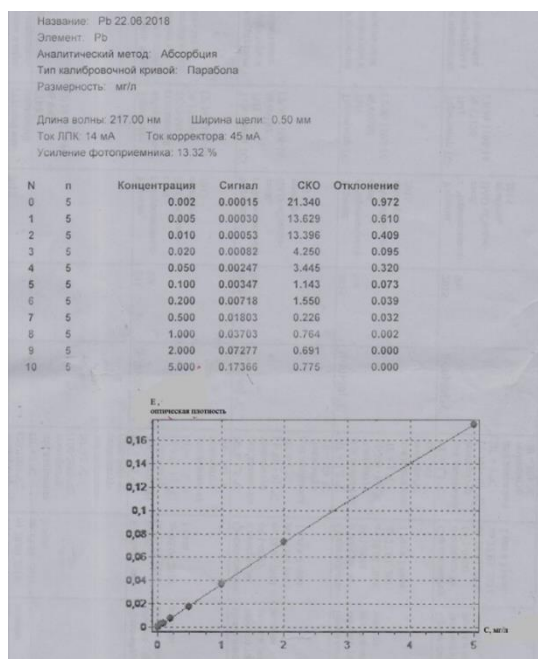 Название: Pb 22.06.2018
Элемент: Pb
Аналитический метод: Абсорбция
Тип калибровочной кривой: Парабола
Размерность: мг/л
Длина волны: 217.00 нм Ширина щели: 0.50 мм
Ток ЛПК: 14 мА Ток корректора: 45 мА
Усиление фотоприемника: 13.32 %
N n Концентрация Сигнал СКО Отклонение
0 5 0.002 0.00015 21.340 0.972
1 5 0.005 0.00030 13.629 0.610
2 5 0.010 0.00053 13.396 0.409
3 5 0.020 0.00082 4.250 0.095
4 5 0.050 0.00247 3.445 0.320
5 5 0.100 0.00347 1.143 0.073
6 5 0.200 0.00718 1.550 0.039
7 5 0.500 0.01803 0.226 0.032
8 5 1.000 0.03703 0.764 0.002
9 5 2.000 0.07277 0.691 0.000
10 5 5.000 0.17366 0.775 0.000
E,
оптическая плотность
0,16
0,14
0,12
0,1
0,08
0,06
0,04
0,02
0
0 1 2 3 4 5
C, мг/л